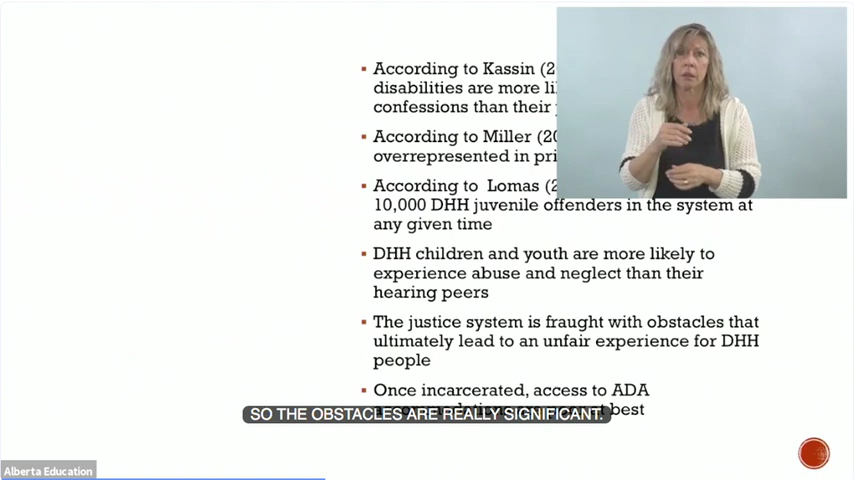 According to Kassin (2
disabilities are more
confessions than their
According to Miller (20
overrepresented in
According to Lomas (2
10,000 DHH juvenile offenders in the system at
any given time
DHH children and youth are more likely to
experience abuse and neglect than their
hearing peers
The justice system is fraught with obstacles that
ultimately lead to an unfair experience for DHH
people
Once incarcerated, access to ADA
best
SO THE OBSTACLES ARE REALLY SIGNIFICANT.
Alberta Education